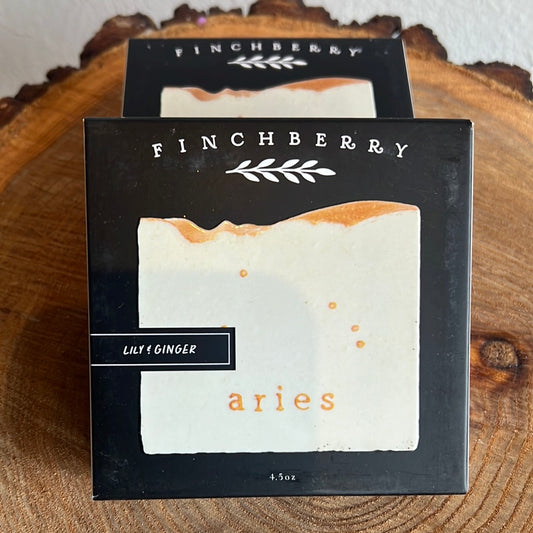 FINCHBERRY
FINCHBERRY
LILY & GINGER
aries
4.5oz